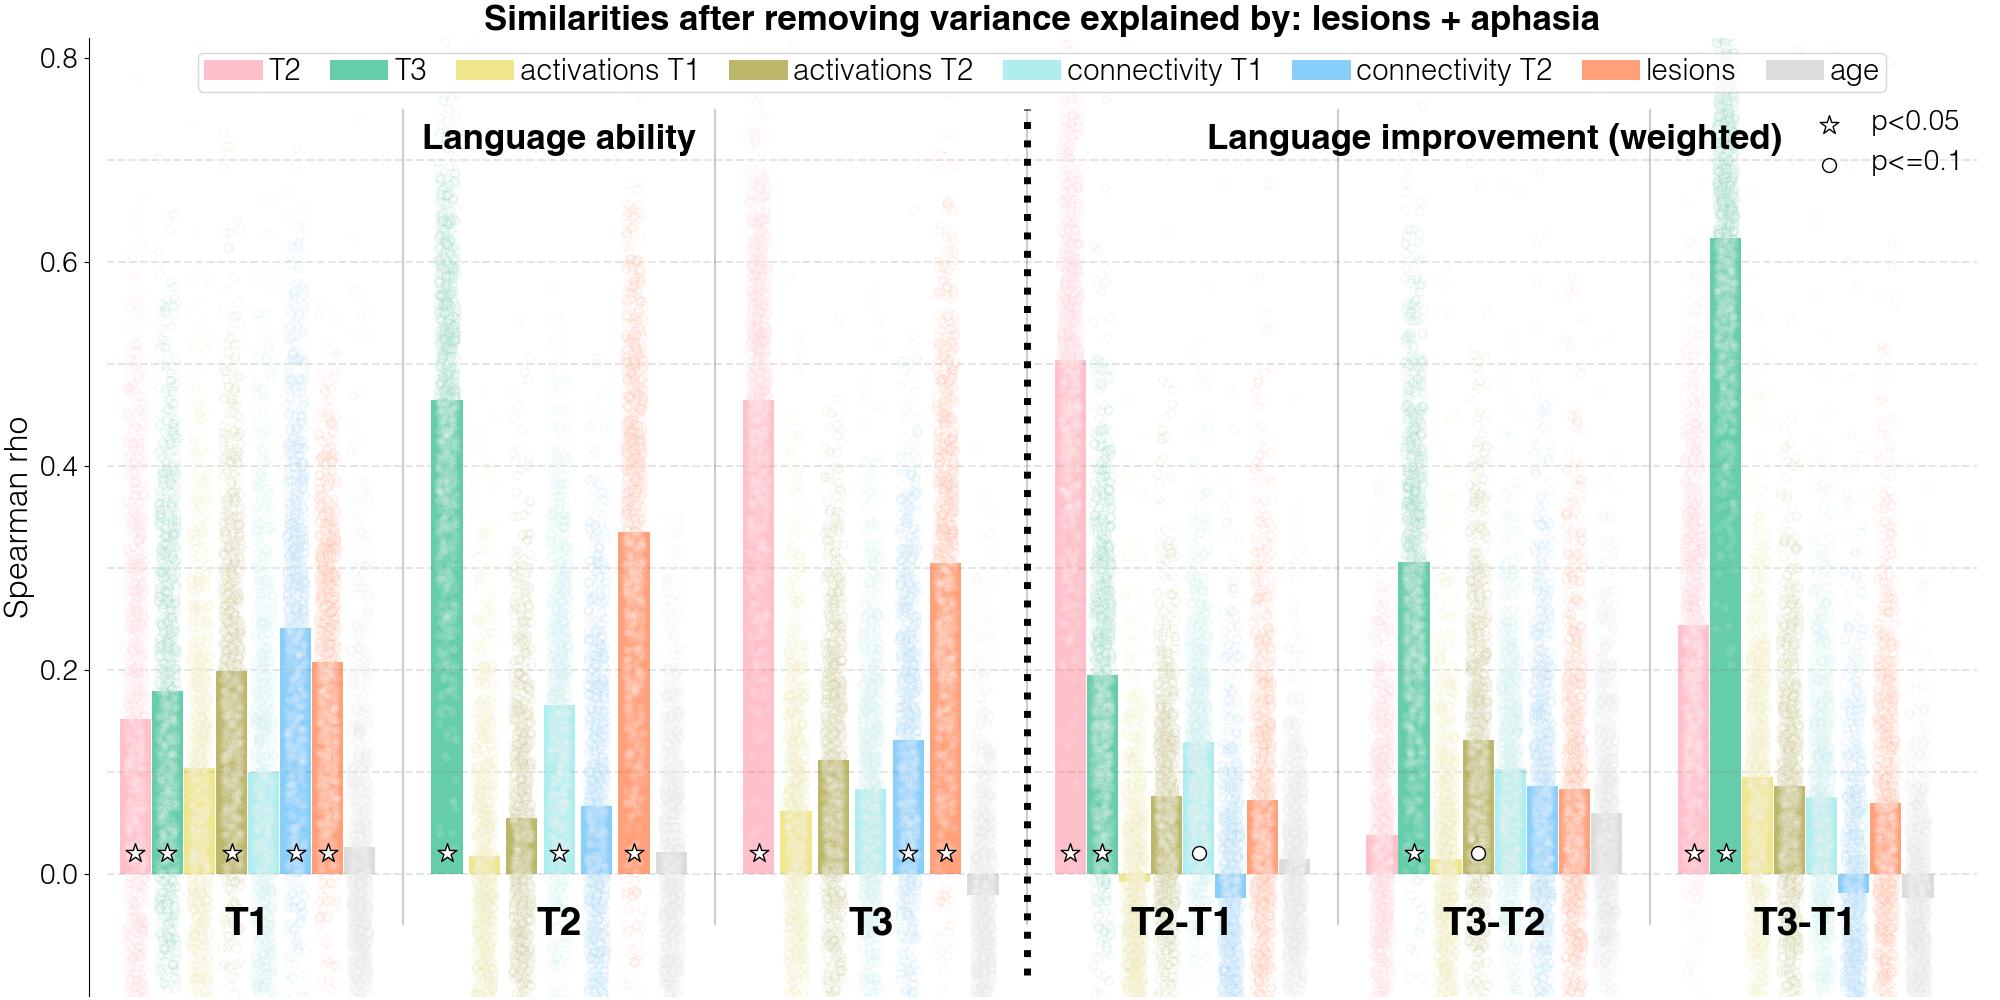 Similarities after removing variance explained by: lesions + aphasia
T2 T3 activations T1 activations T2 connectivity T1 connectivity T2 lesions age
Language ability
Language improvement (weighted)
p<0.05
p<=0.1
Spearman rho
0.8
0.6
0.4
0.2
0.0
T1 T2 T3 T2-T1 T3-T2 T3-T1